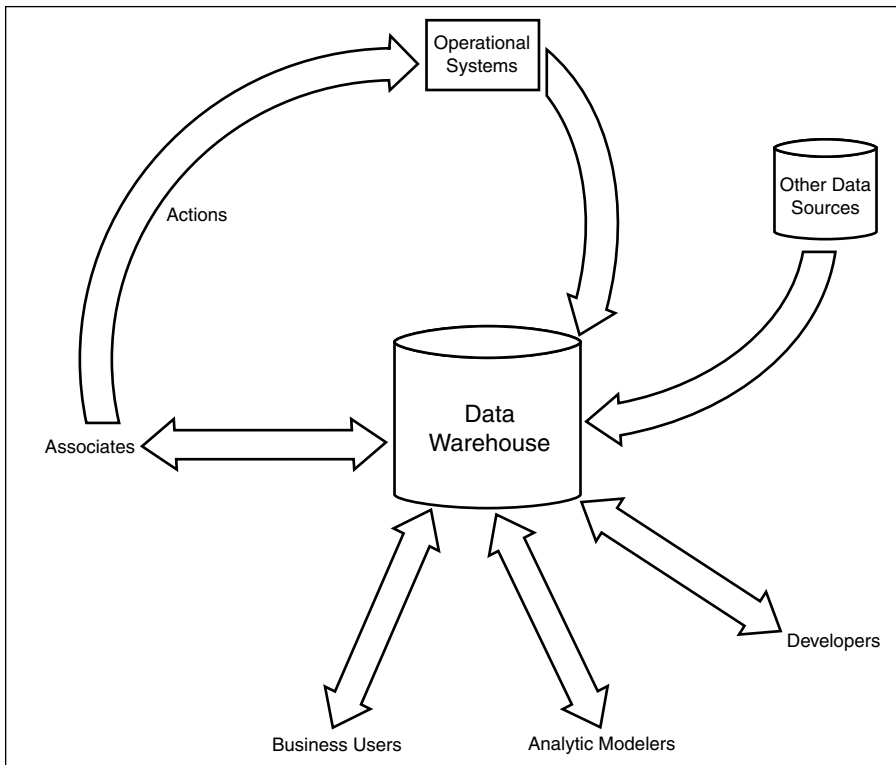 Operational
Systems
Other Data
Sources
Actions
Data
Warehouse
Associates
Developers
Business Users
Analytic Modelers